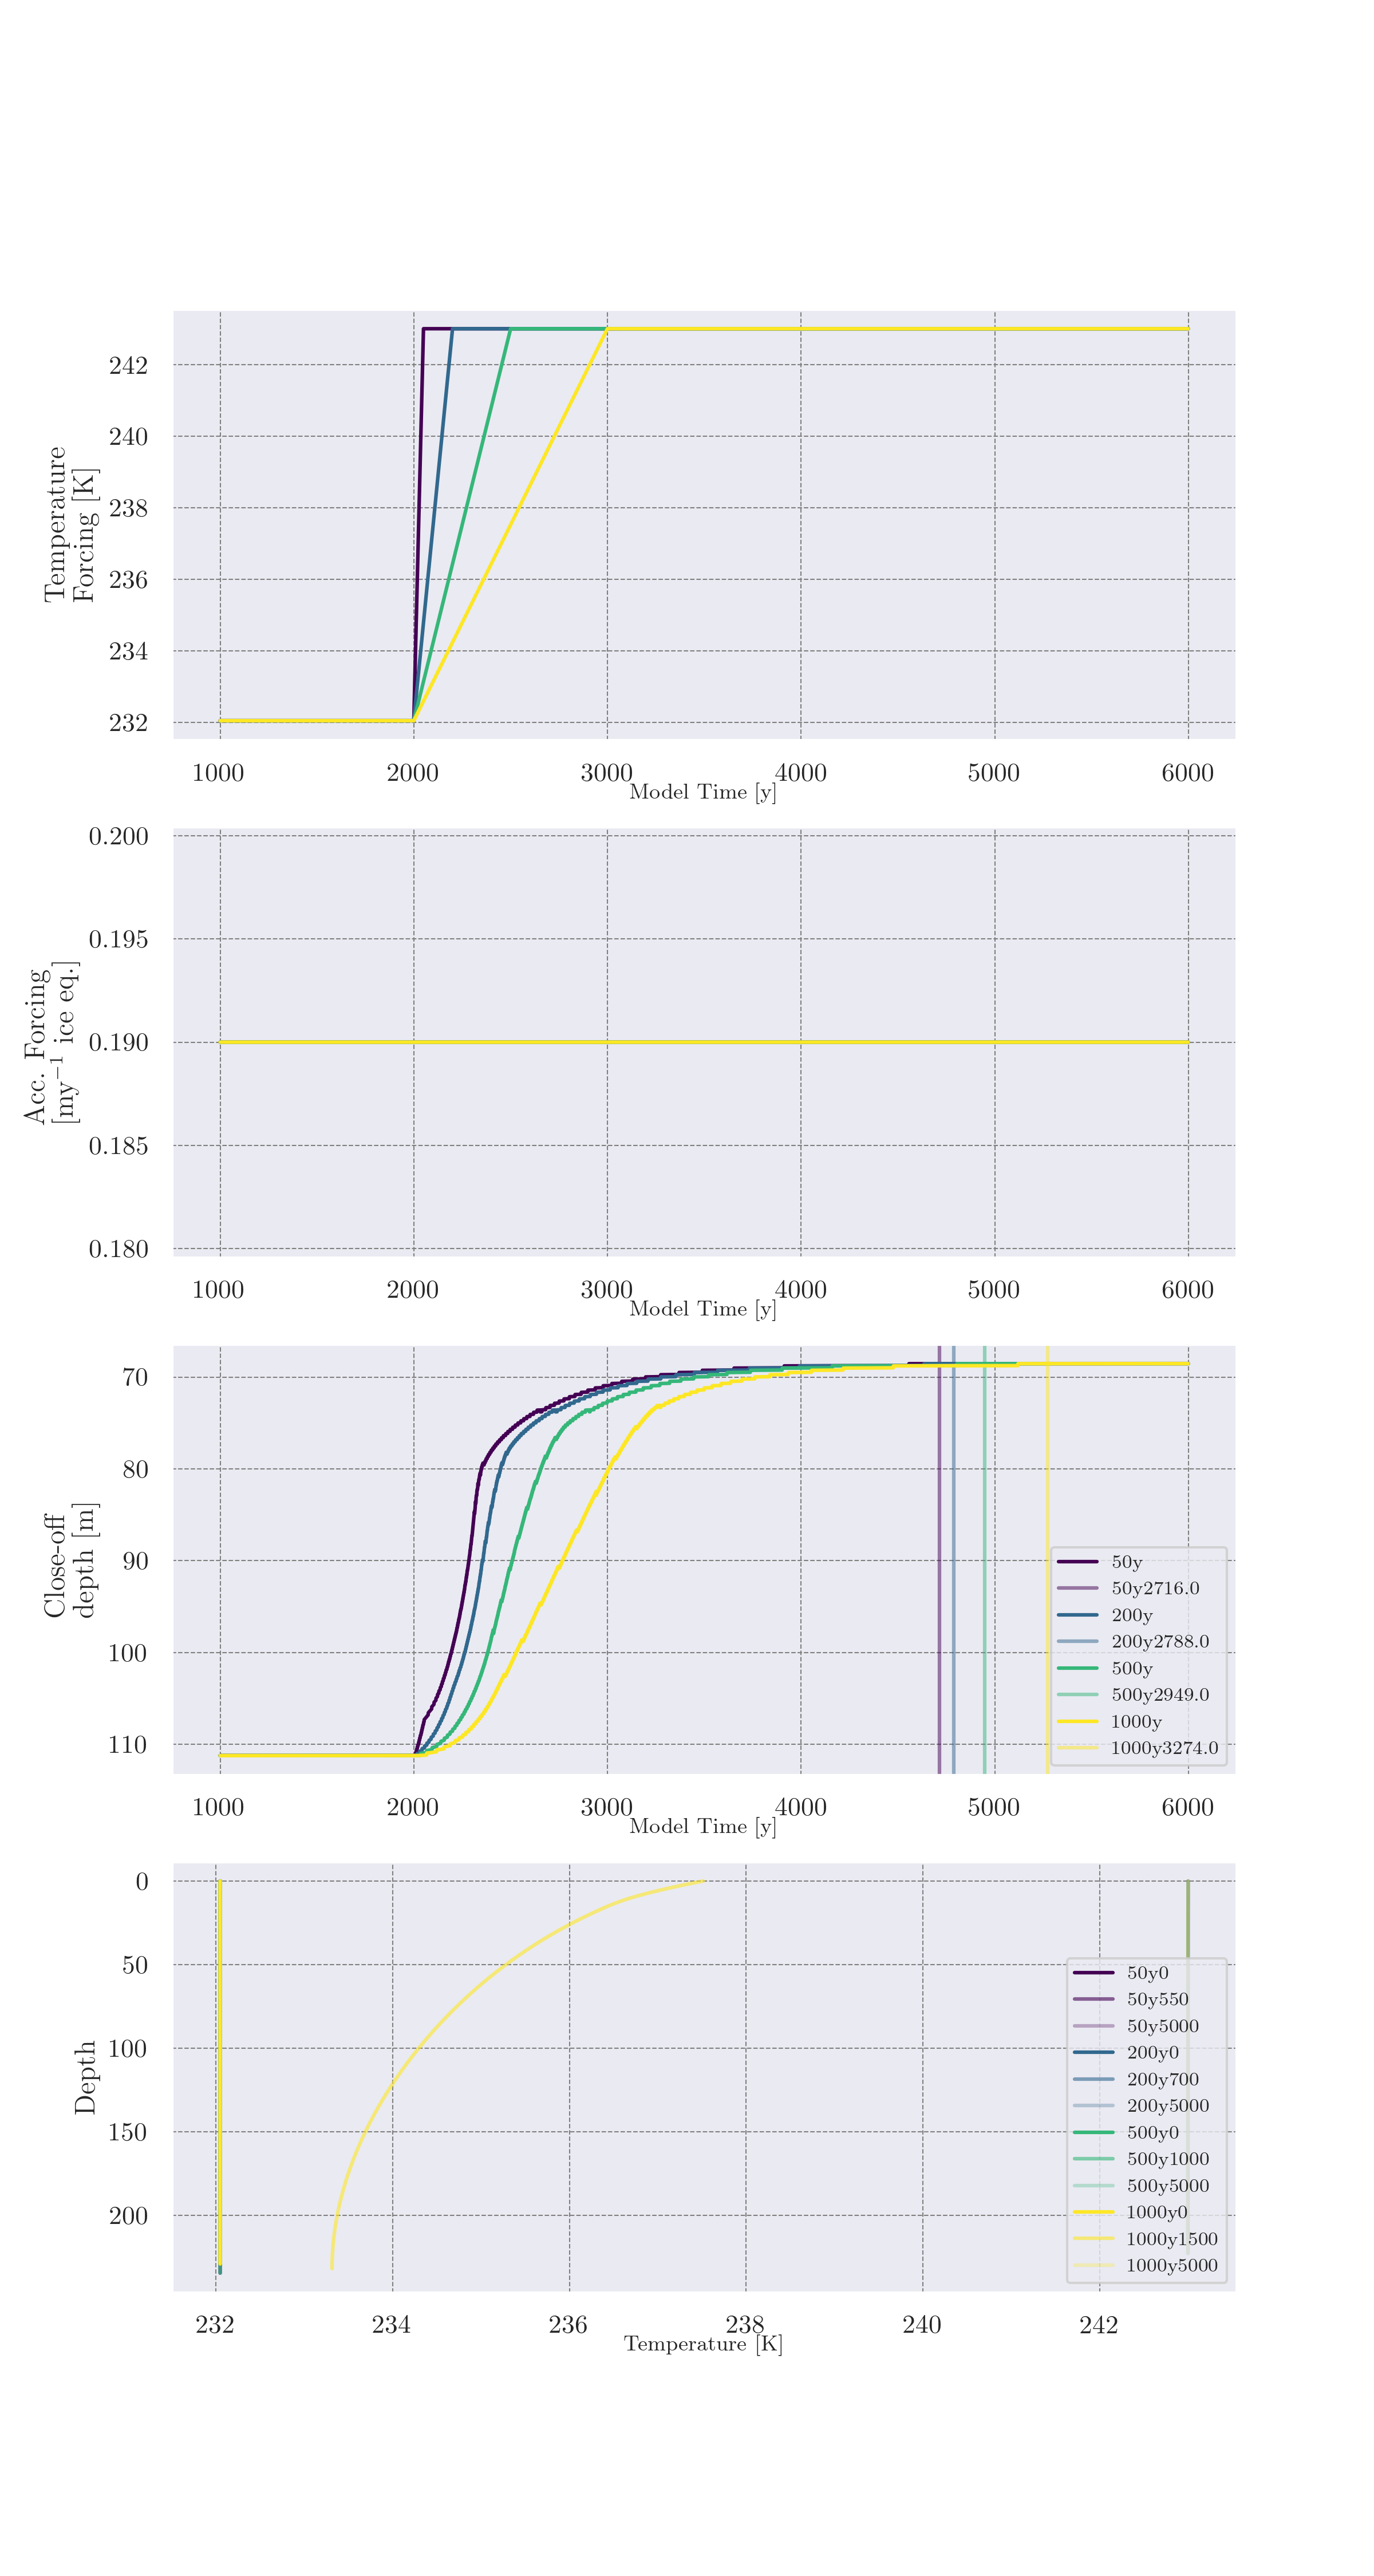 242
240
238
236
234
232
Temperature
Forcing [K]
1000 2000 3000 4000 5000 6000
Model Time [y]
0.200
0.195
0.190
0.185
0.180
Acc. Forcing
[my⁻¹ ice eq.]
1000 2000 3000 4000 5000 6000
Model Time [y]
70
80
90
100
110
Close-off
depth [m]
50y
50y2716.0
200y
200y2788.0
500y
500y2949.0
1000y
1000y3274.0
1000 2000 3000 4000 5000 6000
Model Time [y]
0
50
100
150
200
Depth
50y0
50y550
50y5000
200y0
200y700
200y5000
500y0
500y1000
500y5000
1000y0
1000y1500
1000y5000
232 234 236 238 240 242
Temperature [K]